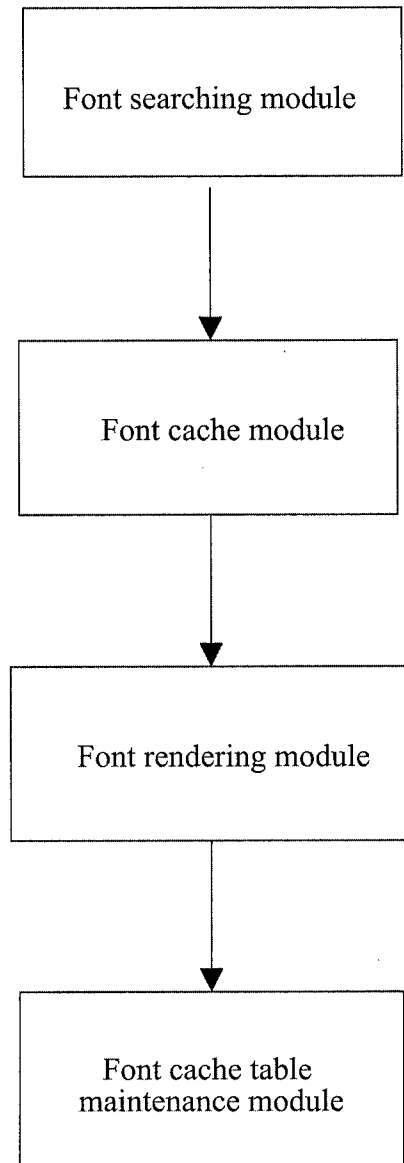 Font searching module
Font cache module
Font rendering module
Font cache table
maintenance module